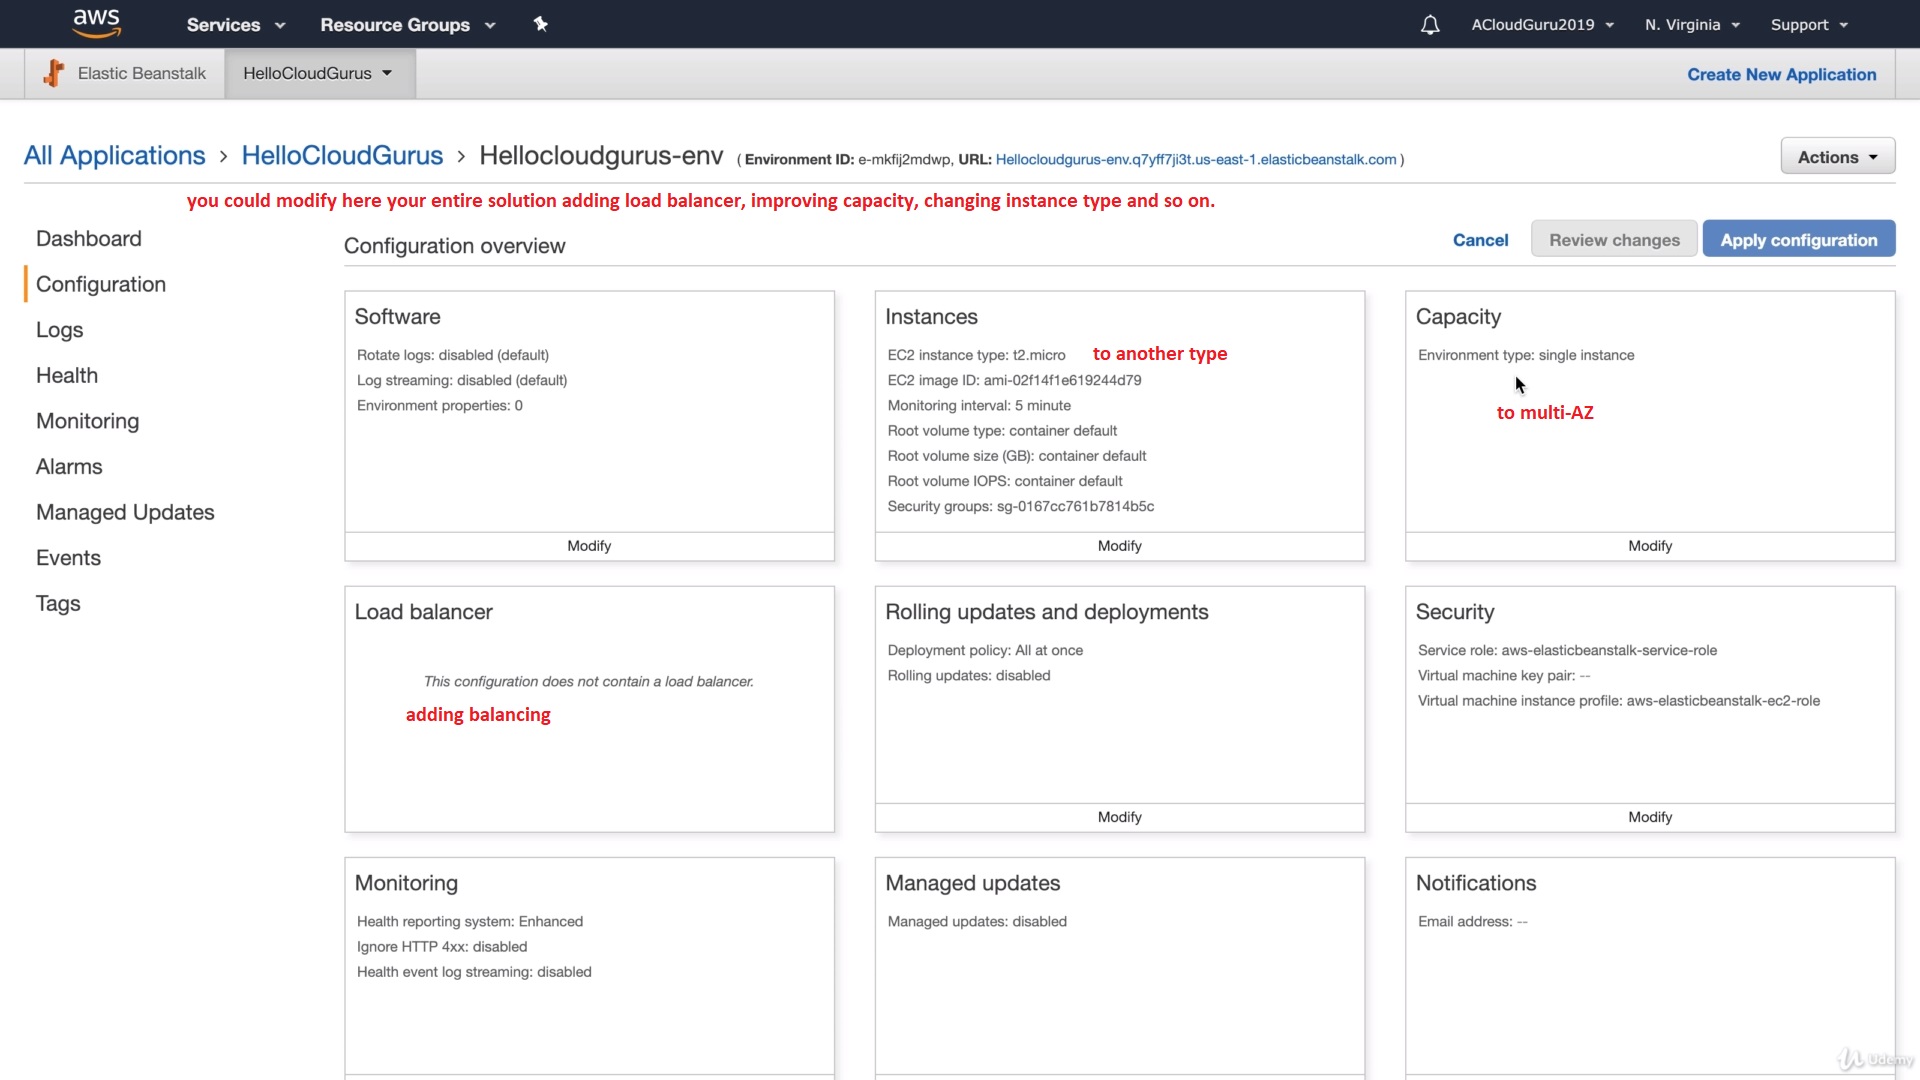 aws Services Resource Groups ACloudGuru2019 N. Virginia Support
Elastic Beanstalk HelloCloudGurus Create New Application
All Applications > HelloCloudGurus > Hellocloudgurus-env ( Environment ID: e-mkfij2mdwp, URL: Hellocloudgurus-env.q7yff7ji3t.us-east-1.elasticbeanstalk.com )
Actions
you could modify here your entire solution adding load balancer, improving capacity, changing instance type and so on.
Dashboard
Configuration
Logs
Health
Monitoring
Alarms
Managed Updates
Events
Tags
Configuration overview
Cancel Review changes Apply configuration
Software
Rotate logs: disabled (default)
Log streaming: disabled (default)
Environment properties: 0
Modify
Instances
EC2 instance type: t2.micro to another type
EC2 image ID: ami-02f14f1e619244d79
Monitoring interval: 5 minute
Root volume type: container default
Root volume size (GB): container default
Root volume IOPS: container default
Security groups: sg-0167cc761b7814b5c
Modify
Capacity
Environment type: single instance
to multi-AZ
Modify
Load balancer
This configuration does not contain a load balancer.
adding balancing
Rolling updates and deployments
Deployment policy: All at once
Rolling updates: disabled
Modify
Security
Service role: aws-elasticbeanstalk-service-role
Virtual machine key pair: --
Virtual machine instance profile: aws-elasticbeanstalk-ec2-role
Modify
Monitoring
Health reporting system: Enhanced
Ignore HTTP 4xx: disabled
Health event log streaming: disabled
Managed updates
Managed updates: disabled
Notifications
Email address: --
Udemy